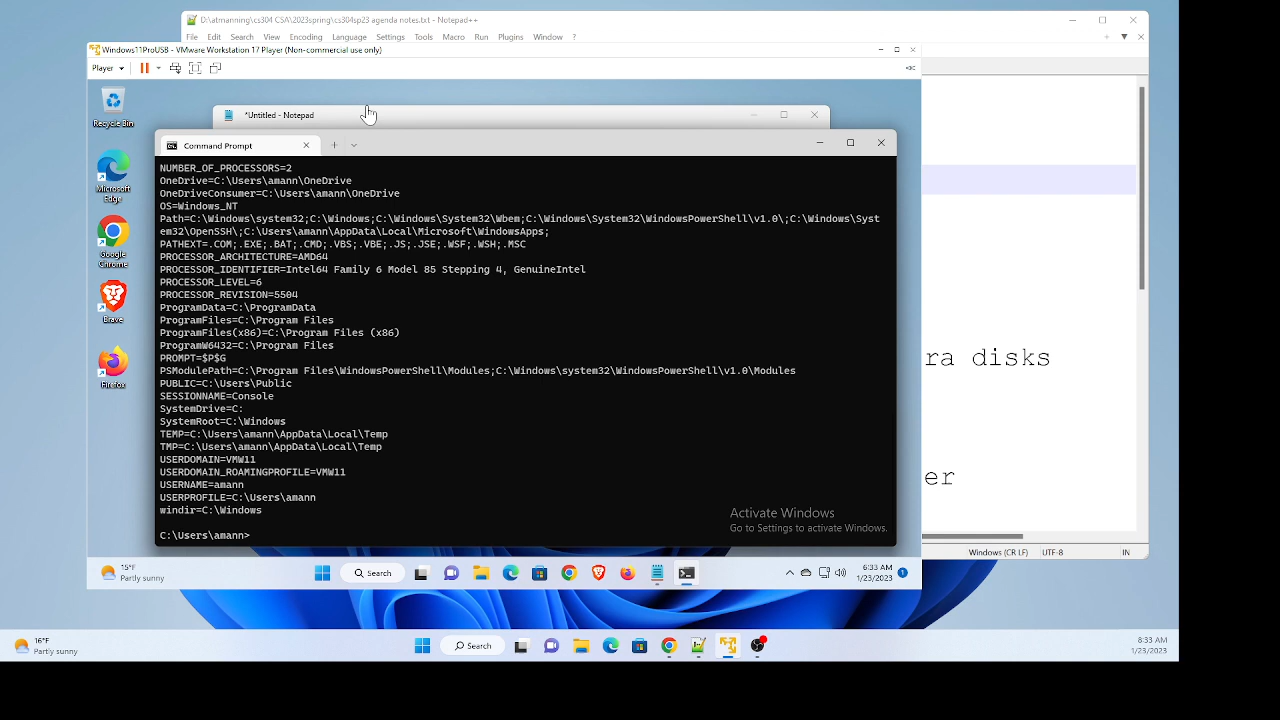 D:\atmanning\cs304 CSA\2023spring\cs304sp23 agenda notes.txt - Notepad++
File Edit Search View Encoding Language Settings Tools Macro Run Plugins Window ?
Windows11ProUSB - VMware Workstation 17 Player (Non-commercial use only)
Player
Recycle Bin
*Untitled - Notepad
Command Prompt
Microsoft
Edge
Google
Chrome
Brave
Firefox
NUMBER_OF_PROCESSORS=2
OneDrive=C:\Users\amann\OneDrive
OneDriveConsumer=C:\Users\amann\OneDrive
OS=Windows_NT
Path=C:\Windows\system32;C:\Windows;C:\Windows\System32\Wbem;C:\Windows\System32\WindowsPowerShell\v1.0\;C:\Windows\Syst
em32\OpenSSH\;C:\Users\amann\AppData\Local\Microsoft\WindowsApps;
PATHEXT=.COM;.EXE;.BAT;.CMD;.VBS;.VBE;.JS;.JSE;.WSF;.WSH;.MSC
PROCESSOR_ARCHITECTURE=AMD64
PROCESSOR_IDENTIFIER=Intel64 Family 6 Model 85 Stepping 4, GenuineIntel
PROCESSOR_LEVEL=6
PROCESSOR_REVISION=5504
ProgramData=C:\ProgramData
ProgramFiles=C:\Program Files
ProgramFiles(x86)=C:\Program Files (x86)
ProgramW6432=C:\Program Files
PROMPT=$P$G
PSModulePath=C:\Program Files\WindowsPowerShell\Modules;C:\Windows\system32\WindowsPowerShell\v1.0\Modules
PUBLIC=C:\Users\Public
SESSIONNAME=Console
SystemDrive=C:
SystemRoot=C:\Windows
TEMP=C:\Users\amann\AppData\Local\Temp
TMP=C:\Users\amann\AppData\Local\Temp
USERDOMAIN=VMW11
USERDOMAIN_ROAMINGPROFILE=VMW11
USERNAME=amann
USERPROFILE=C:\Users\amann
windir=C:\Windows
C:\Users\amann>
Activate Windows
Go to Settings to activate Windows.
ra disks
er
Windows (CR LF) UTF-8 IN
15°F
Partly sunny
Search
6:33 AM
1/23/2023
1
16°F
Partly sunny
Search
8:33 AM
1/23/2023